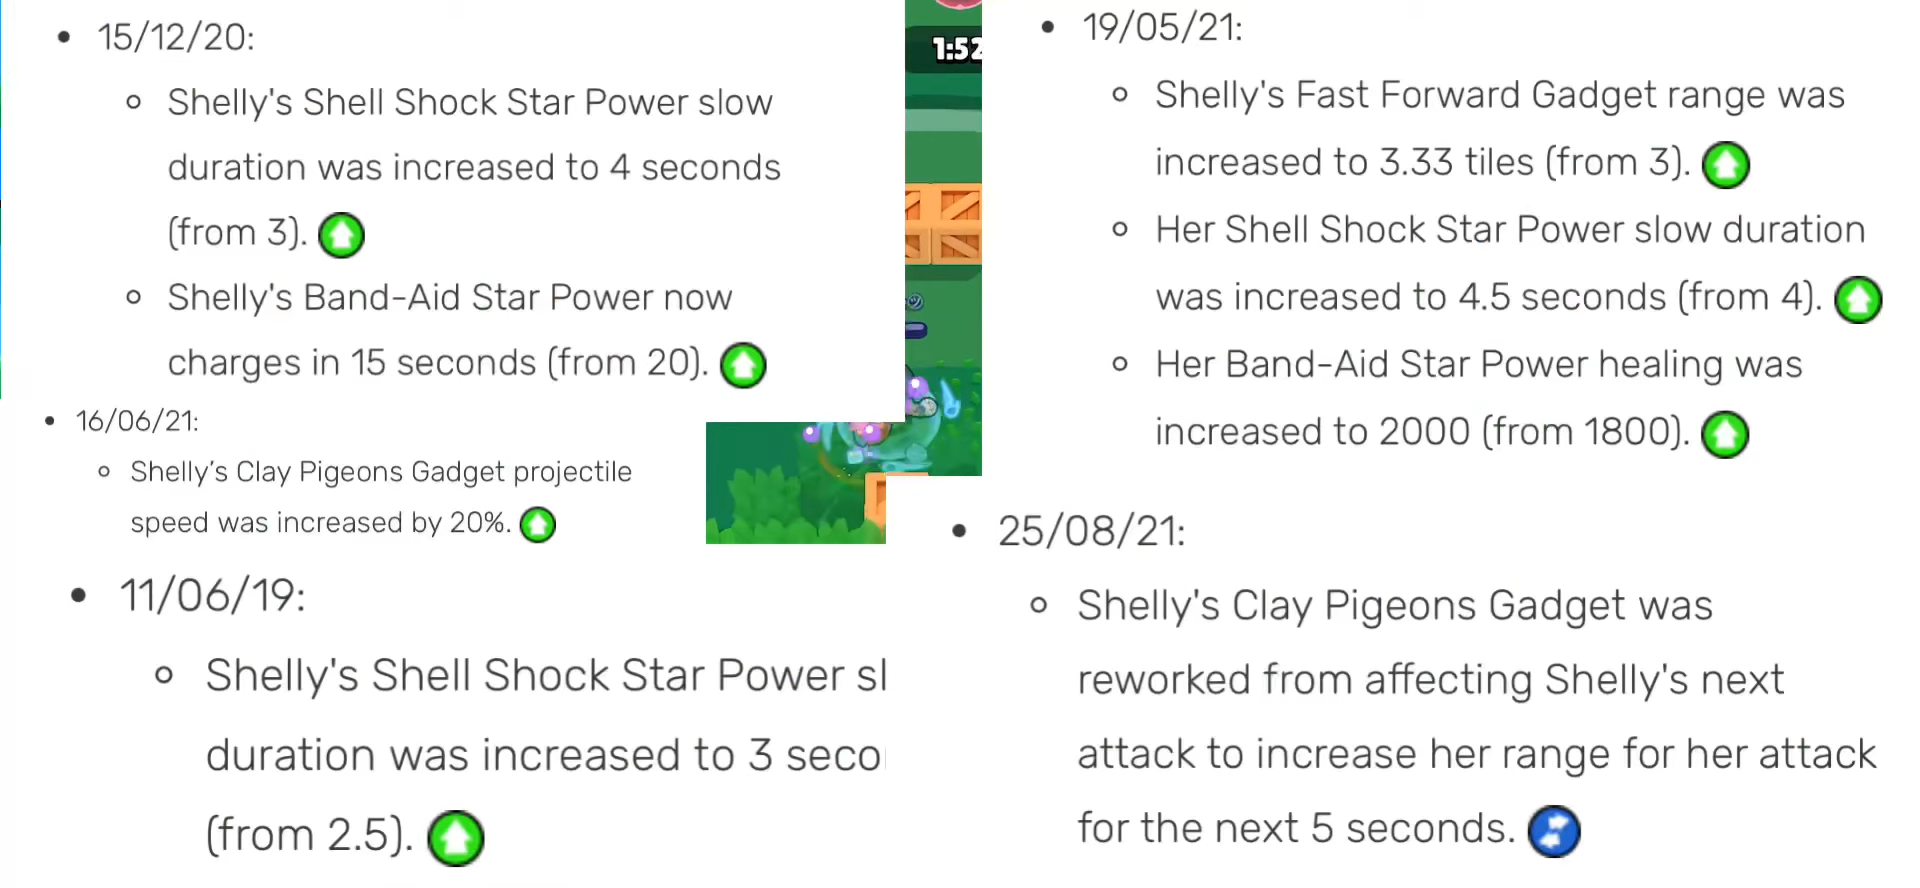 15/12/20:
Shelly's Shell Shock Star Power slow
duration was increased to 4 seconds
(from 3).
Shelly's Band-Aid Star Power now
charges in 15 seconds (from 20).
16/06/21:
Shelly’s Clay Pigeons Gadget projectile
speed was increased by 20%.
11/06/19:
Shelly's Shell Shock Star Power sl
duration was increased to 3 seco
(from 2.5).
1:52
19/05/21:
Shelly's Fast Forward Gadget range was
increased to 3.33 tiles (from 3).
Her Shell Shock Star Power slow duration
was increased to 4.5 seconds (from 4).
Her Band-Aid Star Power healing was
increased to 2000 (from 1800).
25/08/21:
Shelly's Clay Pigeons Gadget was
reworked from affecting Shelly's next
attack to increase her range for her attack
for the next 5 seconds.